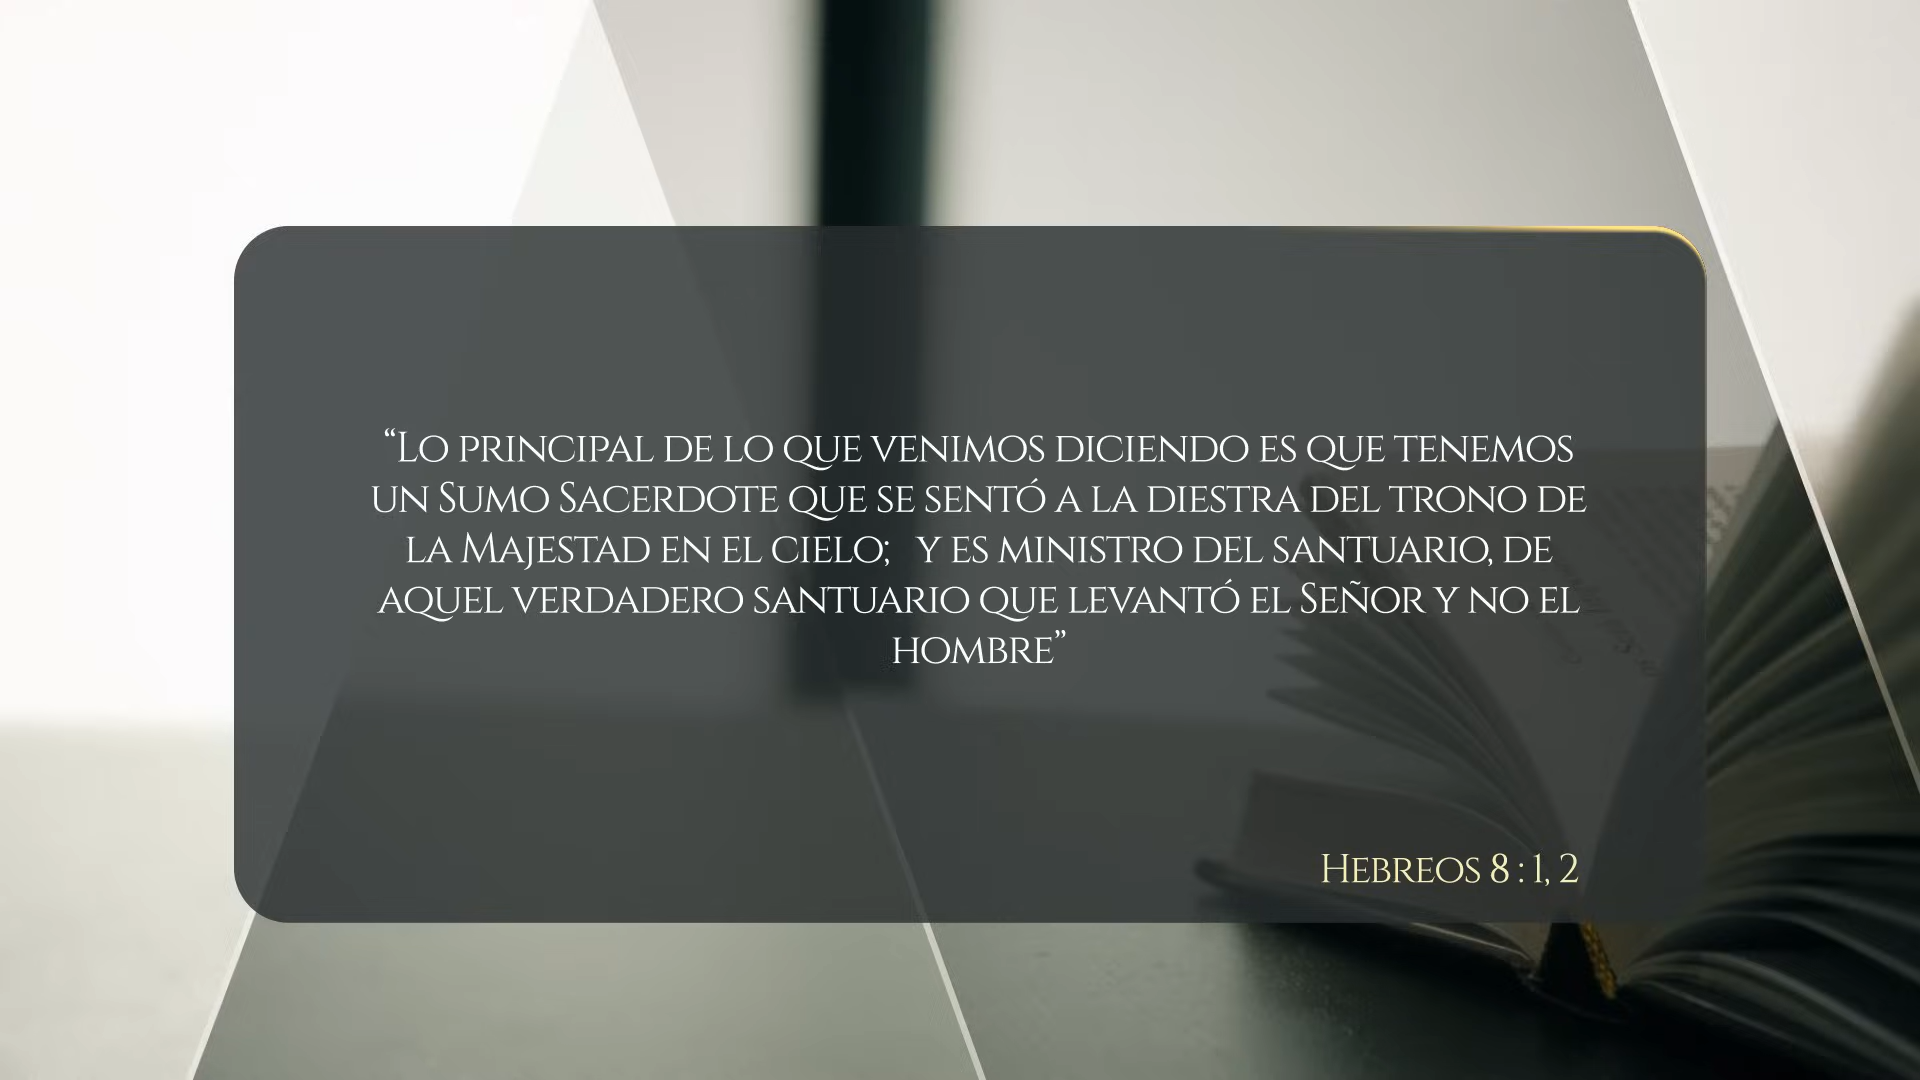 “Lo principal de lo que venimos diciendo es que tenemos
un Sumo Sacerdote que se sentó a la diestra del trono de
la Majestad en el cielo;  y es ministro del santuario, de
aquel verdadero santuario que levantó el Señor y no el
hombre”
Hebreos 8 : 1, 2